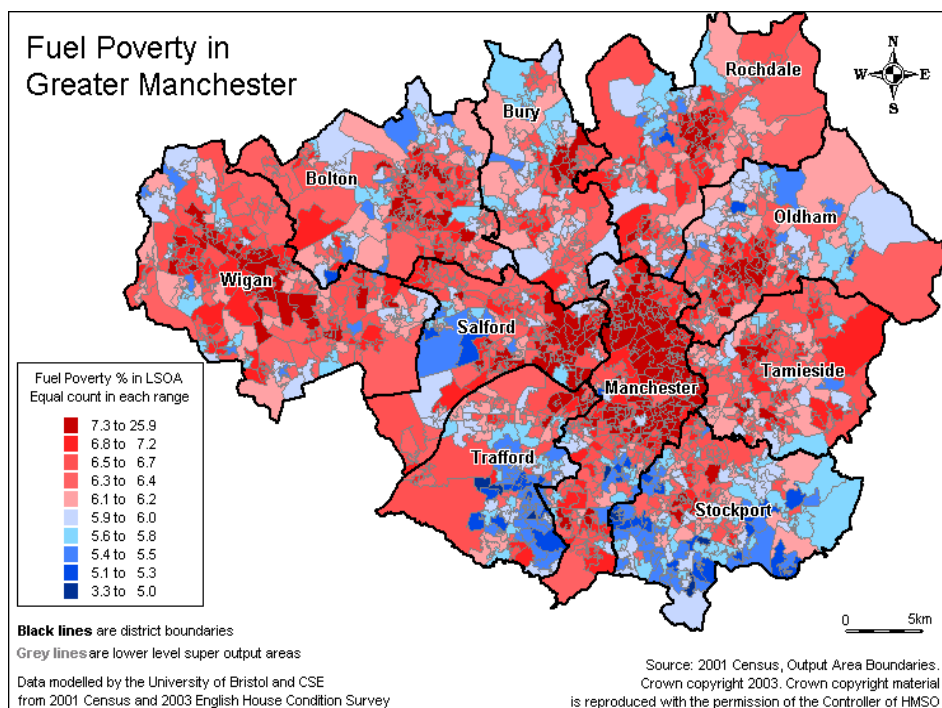 Fuel Poverty in
Greater Manchester
N
W E
S
Rochdale
Bury
Bolton
Oldham
Wigan
Salford
Manchester
Tamieside
Trafford
Stockport
Fuel Poverty % in LSOA
Equal count in each range
7.3 to 25.9
6.8 to 7.2
6.5 to 6.7
6.3 to 6.4
6.1 to 6.2
5.9 to 6.0
5.6 to 5.8
5.4 to 5.5
5.1 to 5.3
3.3 to 5.0
0 5km
Black lines are district boundaries
Grey lines are lower level super output areas
Data modelled by the University of Bristol and CSE
from 2001 Census and 2003 English House Condition Survey
Source: 2001 Census, Output Area Boundaries.
Crown copyright 2003. Crown copyright material
is reproduced with the permission of the Controller of HMSO